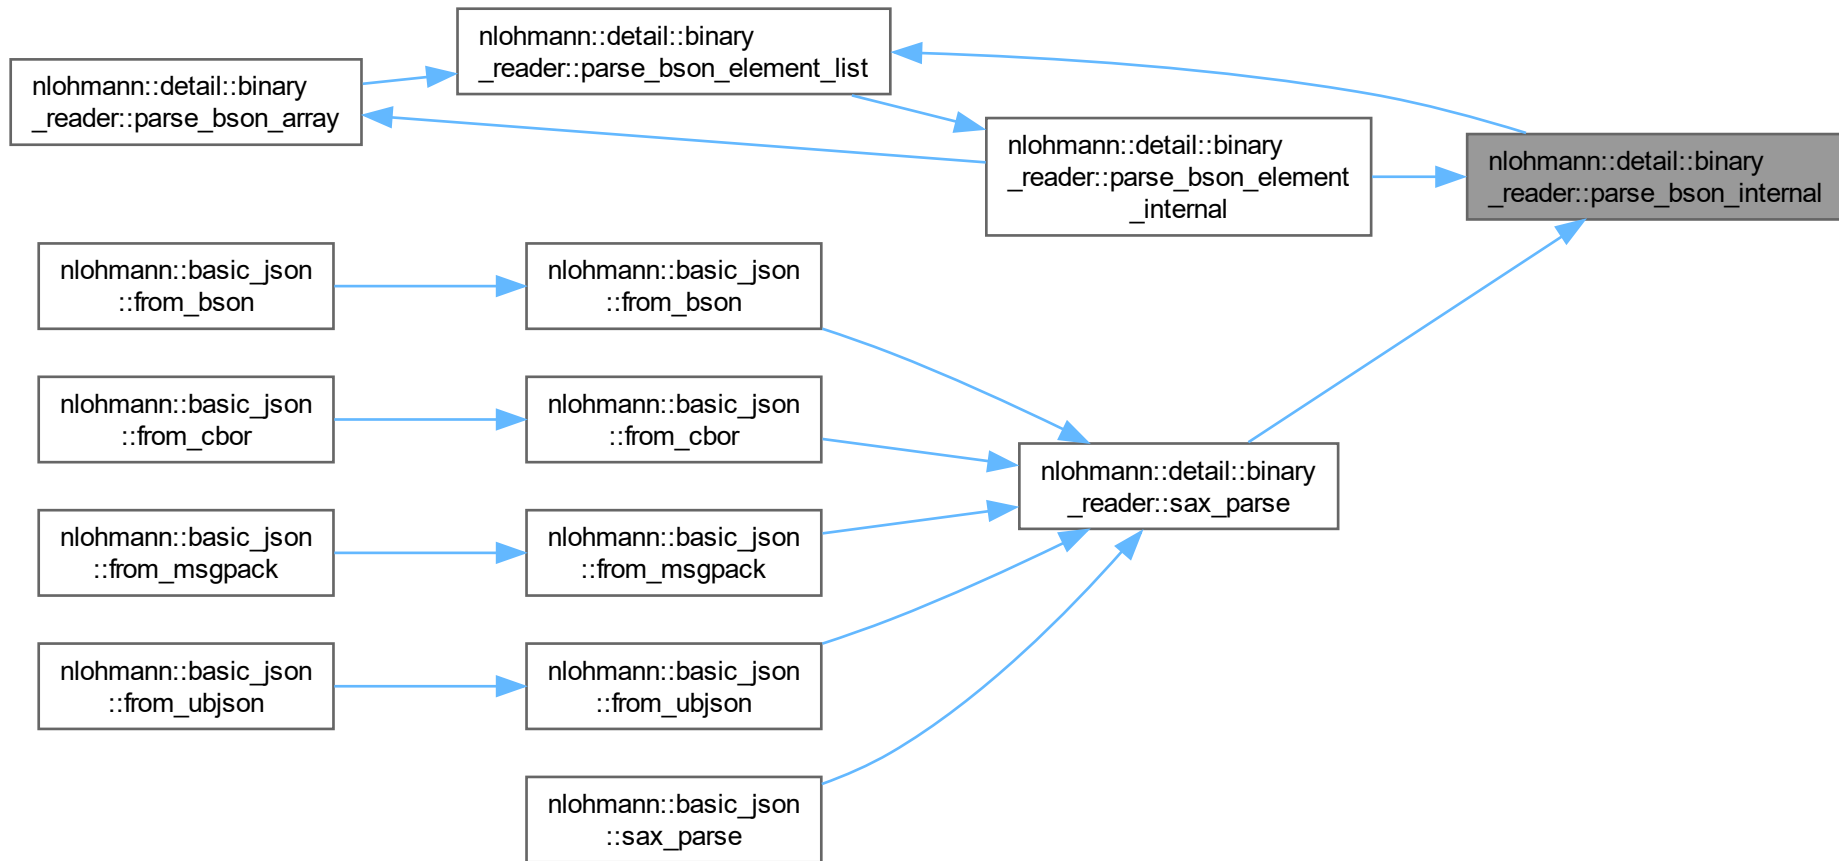 nlohmann::detail::binary
_reader::parse_bson_element_list
nlohmann::detail::binary
_reader::parse_bson_array
nlohmann::detail::binary
_reader::parse_bson_element
_internal
nlohmann::detail::binary
_reader::parse_bson_internal
nlohmann::basic_json
::from_bson
nlohmann::basic_json
::from_bson
nlohmann::basic_json
::from_cbor
nlohmann::basic_json
::from_cbor
nlohmann::detail::binary
_reader::sax_parse
nlohmann::basic_json
::from_msgpack
nlohmann::basic_json
::from_msgpack
nlohmann::basic_json
::from_ubjson
nlohmann::basic_json
::from_ubjson
nlohmann::basic_json
::sax_parse